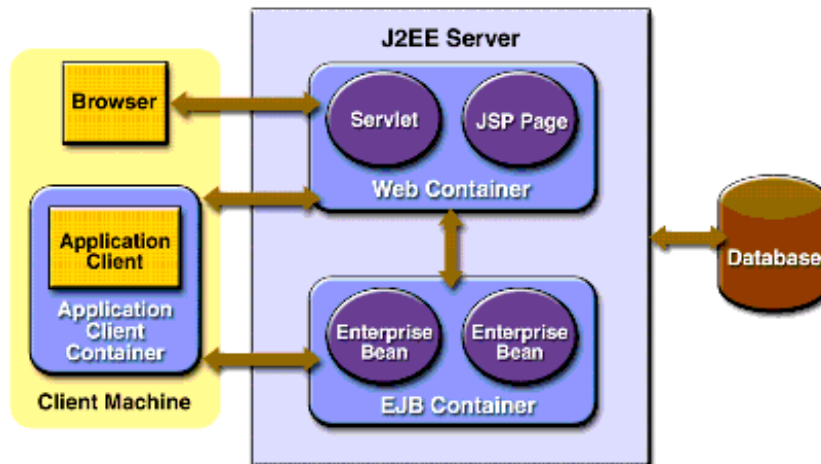 J2EE Server
Browser
Servlet
JSP Page
Web Container
Application
Client
Application
Client
Container
Client Machine
Enterprise
Bean
Enterprise
Bean
EJB Container
Database